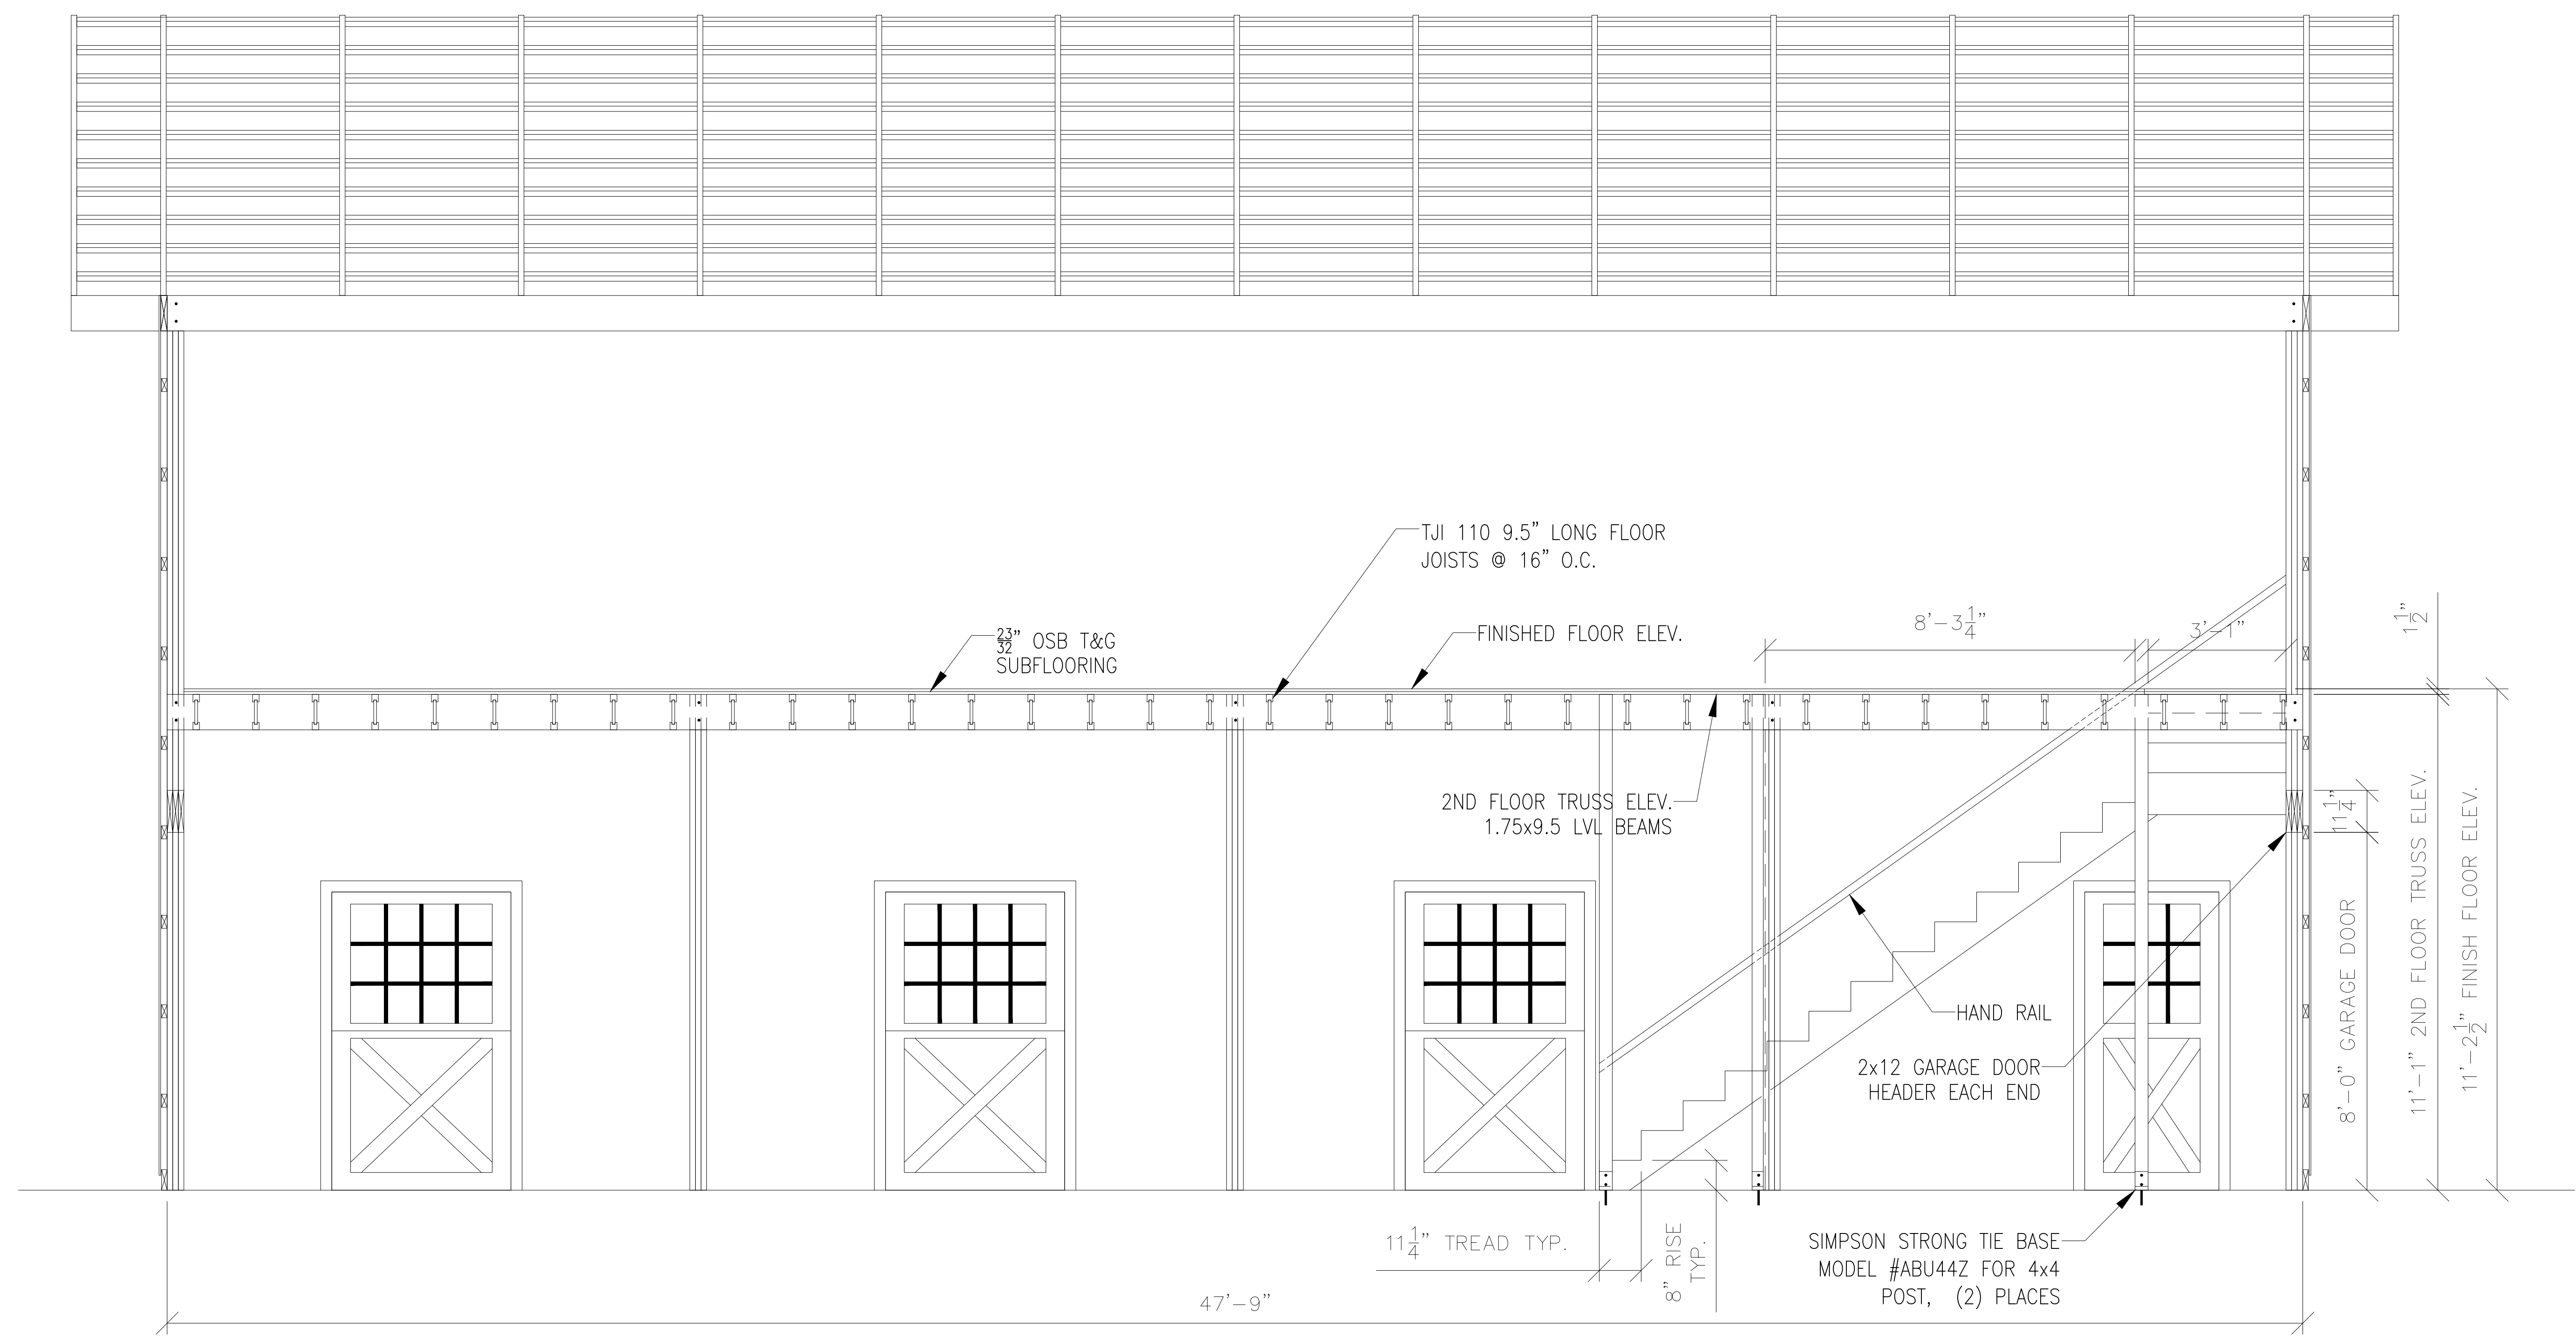 TJI 110 9.5" LONG FLOOR
JOISTS @ 16" O.C.
23/32" OSB T&G
SUBFLOORING
FINISHED FLOOR ELEV.
8'-3 1/4"
3'-1"
1 1/2"
2ND FLOOR TRUSS ELEV.
1.75x9.5 LVL BEAMS
11 1/4"
8'-0" GARAGE DOOR
11'-1" 2ND FLOOR TRUSS ELEV.
11'-2 1/2" FINISH FLOOR ELEV.
HAND RAIL
2x12 GARAGE DOOR
HEADER EACH END
11 1/4" TREAD TYP.
8" RISE
TYP.
SIMPSON STRONG TIE BASE
MODEL #ABU44Z FOR 4x4
POST, (2) PLACES
47'-9"